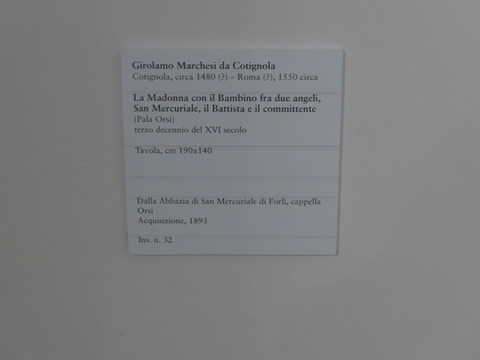 Girolamo Marchesi da Cotignola
Cotignola, circa 1480 (?) – Roma (?), 1550 circa
La Madonna con il Bambino fra due angeli,
San Mercuriale, il Battista e il committente
(Pala Orsi)
terzo decennio del XVI secolo
Tavola, cm 190x140
Dalla Abbazia di San Mercuriale di Forlì, cappella
Orsi
Acquisizione, 1893
Inv. n. 32